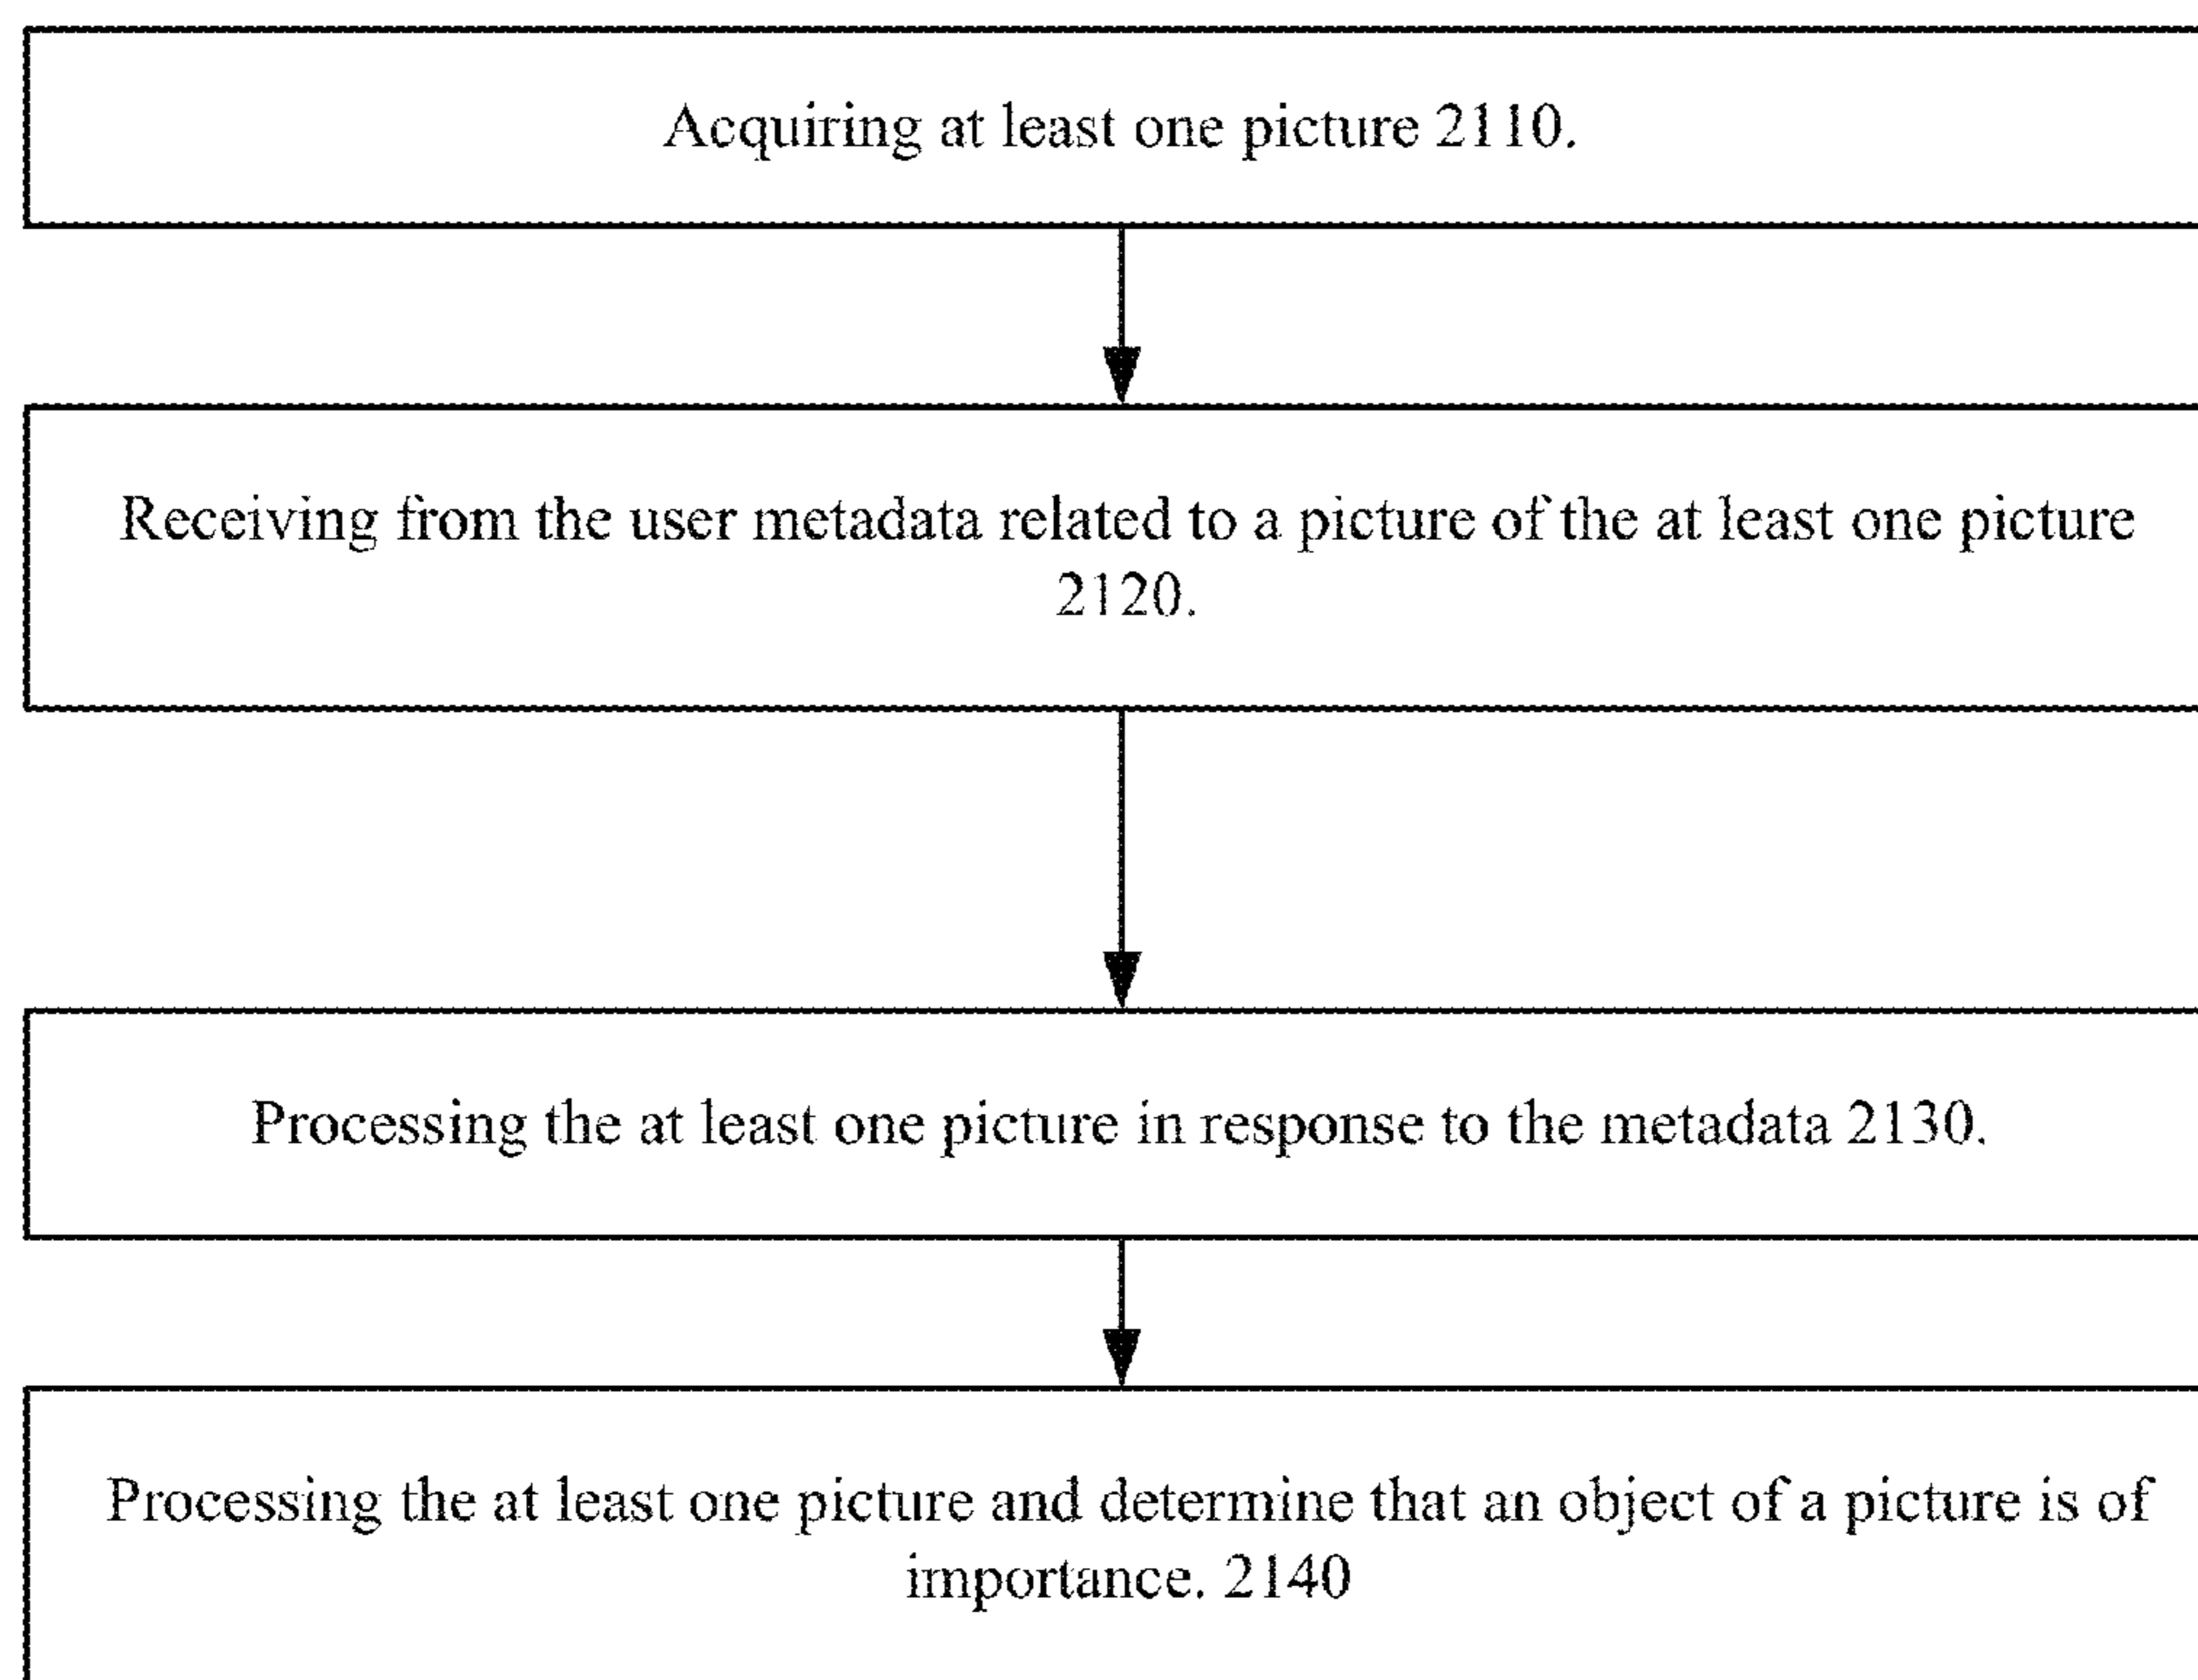 Acquiring at least one picture 2110.
Receiving from the user metadata related to a picture of the at least one picture
2120.
Processing the at least one picture in response to the metadata 2130.
Processing the at least one picture and determine that an object of a picture is of
importance. 2140